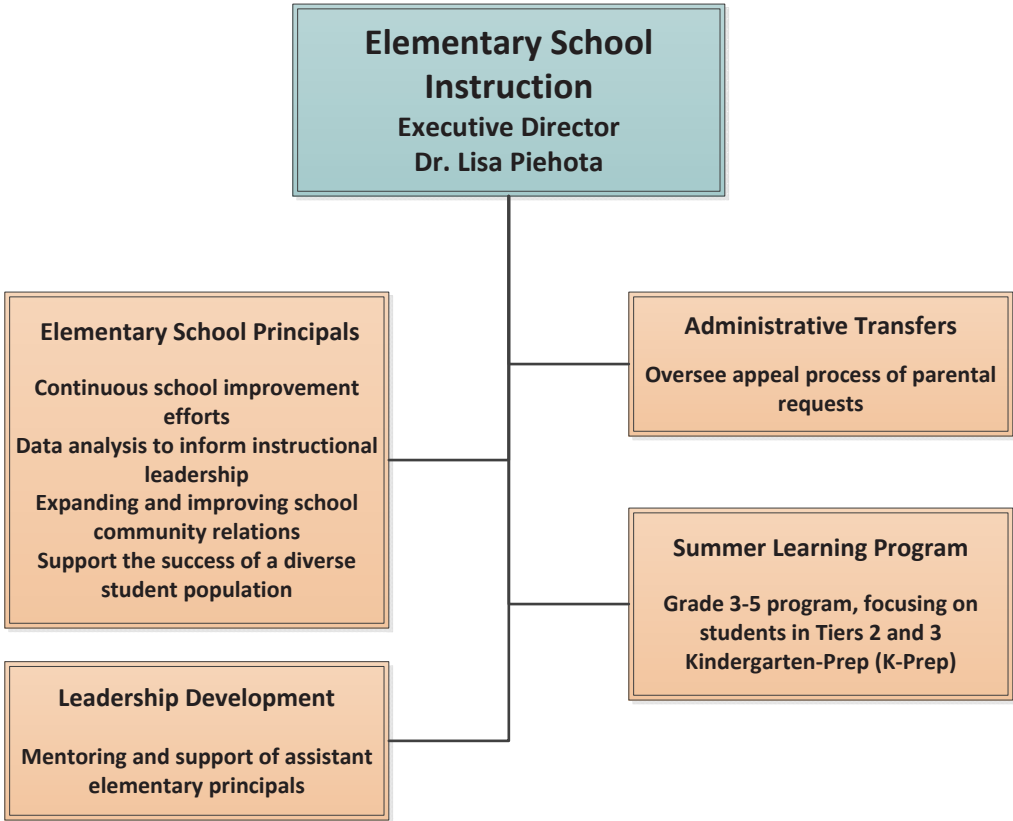 Elementary School
Instruction
Executive Director
Dr. Lisa Piehota
Elementary School Principals
Continuous school improvement
efforts
Data analysis to inform instructional
leadership
Expanding and improving school
community relations
Support the success of a diverse
student population
Administrative Transfers
Oversee appeal process of parental
requests
Summer Learning Program
Grade 3-5 program, focusing on
students in Tiers 2 and 3
Kindergarten-Prep (K-Prep)
Leadership Development
Mentoring and support of assistant
elementary principals